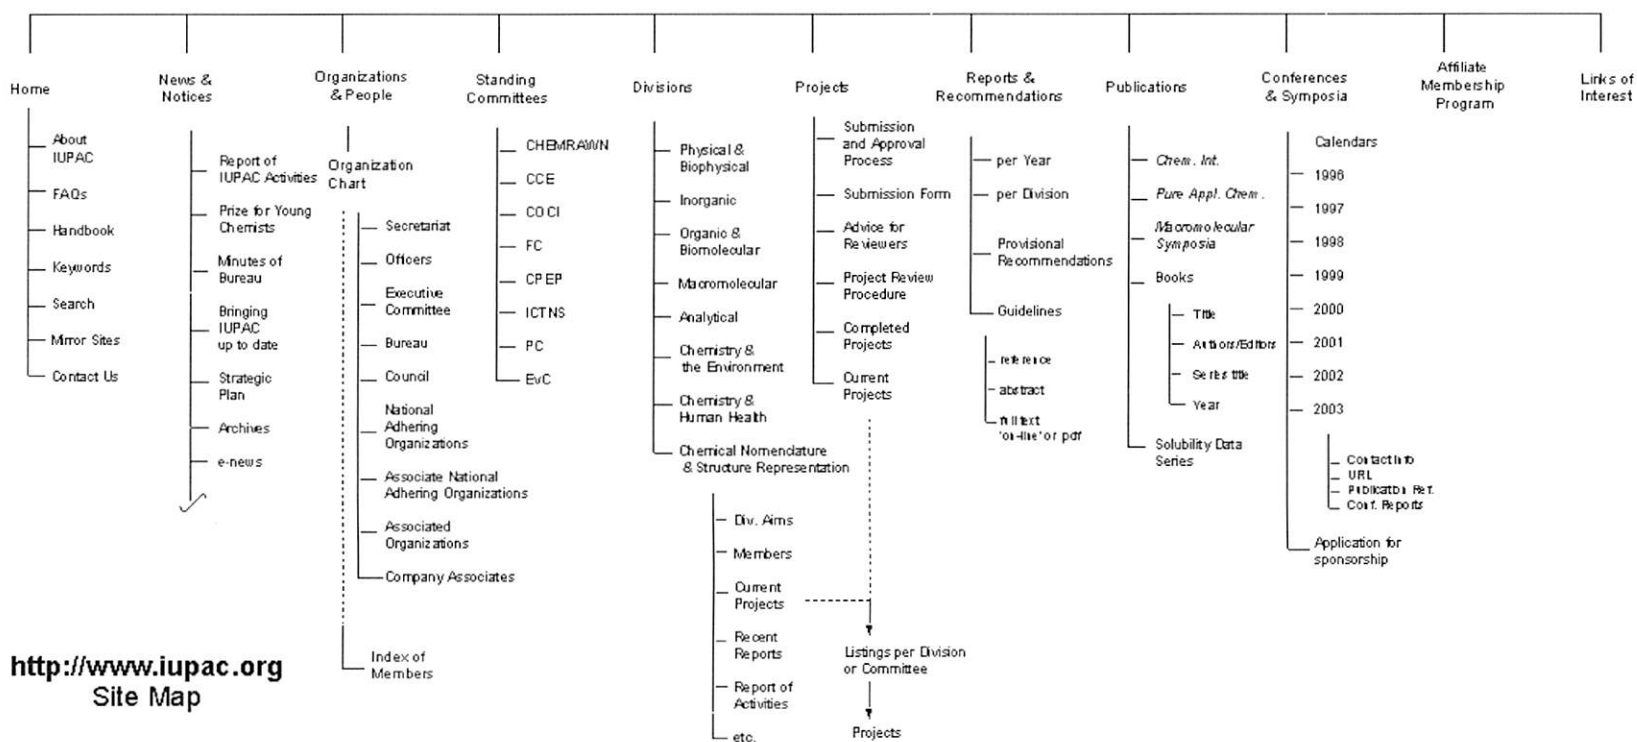 Home
About
IUPAC
FAQs
Handbook
Keywords
Search
Mirror Sites
Contact Us
News &
Notices
Report of
IUPAC Activities
Prize for Young
Chemists
Minutes of
Bureau
Bringing
IUPAC
up to date
Strategic
Plan
Archives
e-news
Organizations
& People
Organization
Chart
Secretariat
Officers
Executive
Committee
Bureau
Council
National
Adhering
Organizations
Associate National
Adhering Organizations
Associated
Organizations
Company Associates
Index of
Members
Standing
Committees
CHEMRAWN
CCE
COCI
FC
CPEP
ICTNS
PC
EvC
Divisions
Physical &
Biophysical
Inorganic
Organic &
Biomolecular
Macromolecular
Analytical
Chemistry &
the Environment
Chemistry &
Human Health
Chemical Nomenclature
& Structure Representation
Div. Aims
Members
Current
Projects
Recent
Reports
Report of
Activities
etc.
Projects
Submission
and Approval
Process
Submission Form
Advice for
Reviewers
Project Review
Procedure
Completed
Projects
Current
Projects
Listings per Division
or Committee
Projects
Reports &
Recommendations
per Year
per Division
Provisional
Recommendations
Guidelines
reference
abstract
full text
'on-line' or pdf
Publications
Chem. Int.
Pure Appl. Chem.
Macromolecular
Symposia
Books
Title
Authors/Editors
Series title
Year
Solubility Data
Series
Conferences
& Symposia
Calendars
1996
1997
1998
1999
2000
2001
2002
2003
Contact Info
URL
Publication Ref.
Conf. Reports
Application for
sponsorship
Affiliate
Membership
Program
Links of
Interest
http://www.iupac.org
Site Map